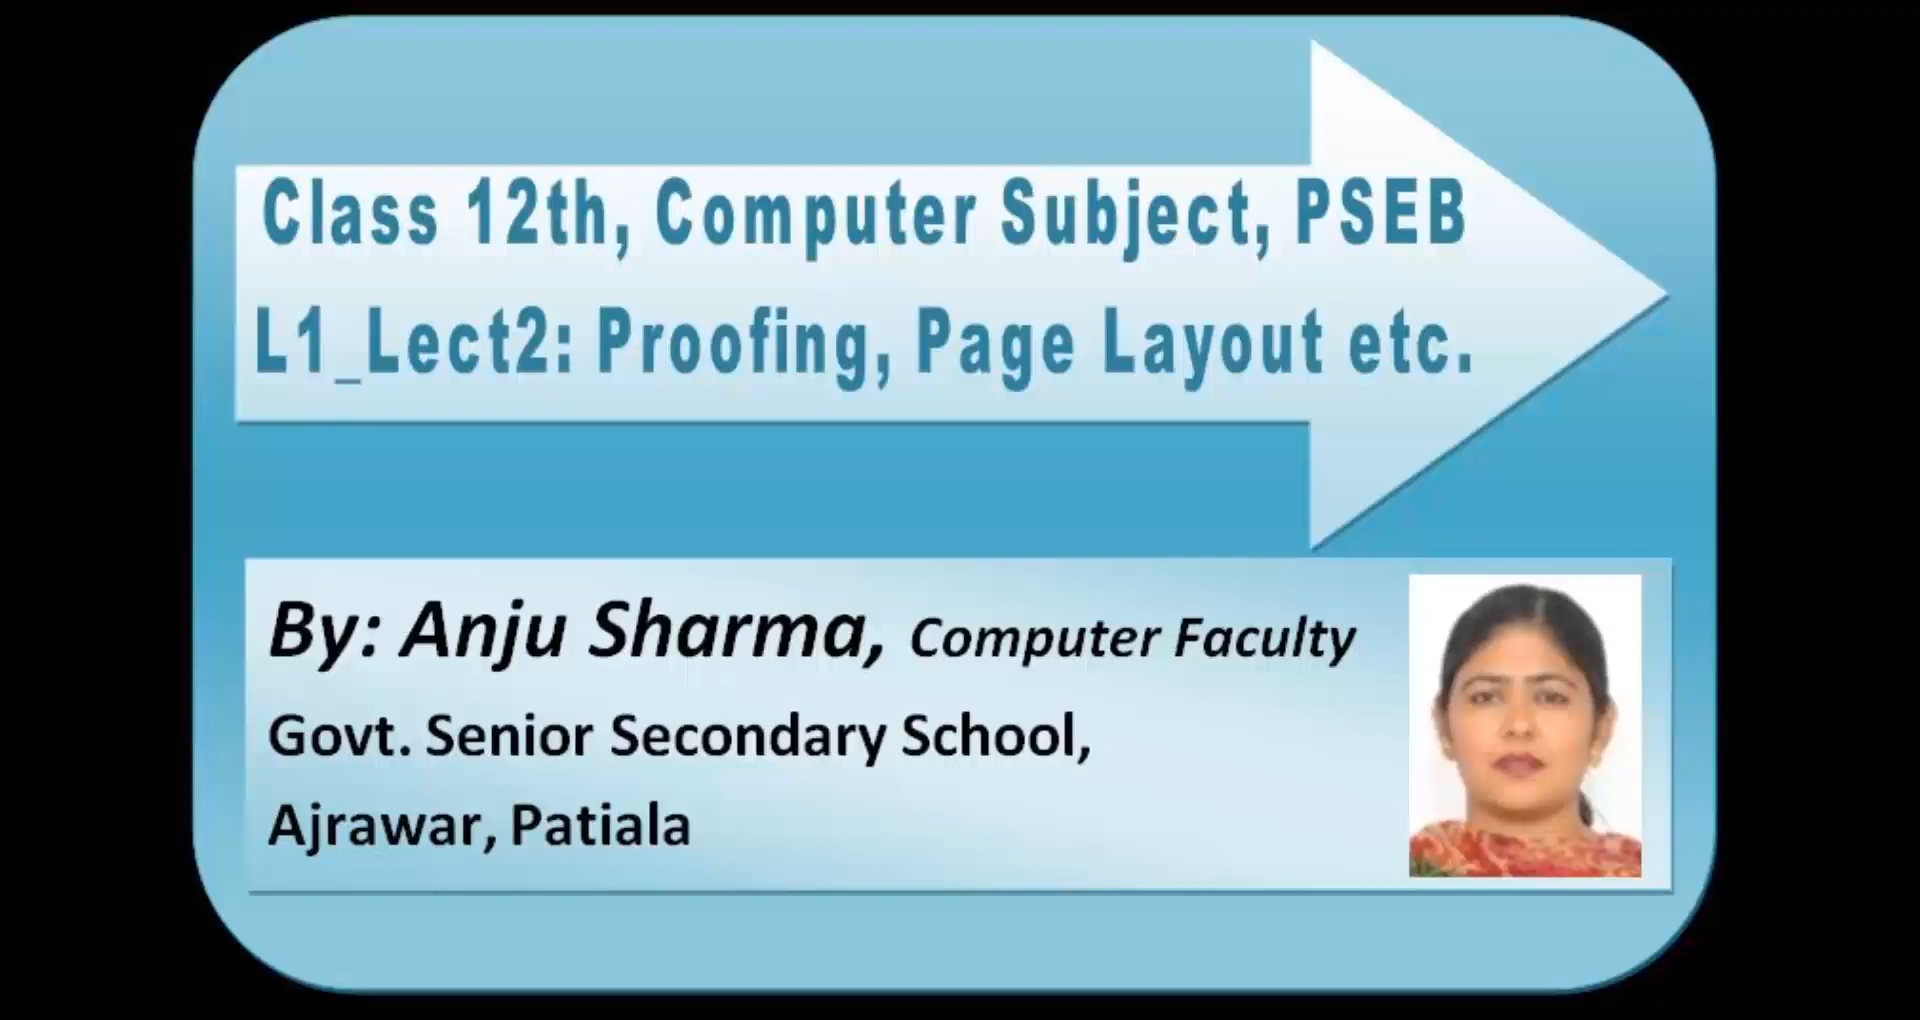 Class 12th, Computer Subject, PSEB
L1_Lect2: Proofing, Page Layout etc.
By: Anju Sharma, Computer Faculty
Govt. Senior Secondary School,
Ajrawar, Patiala